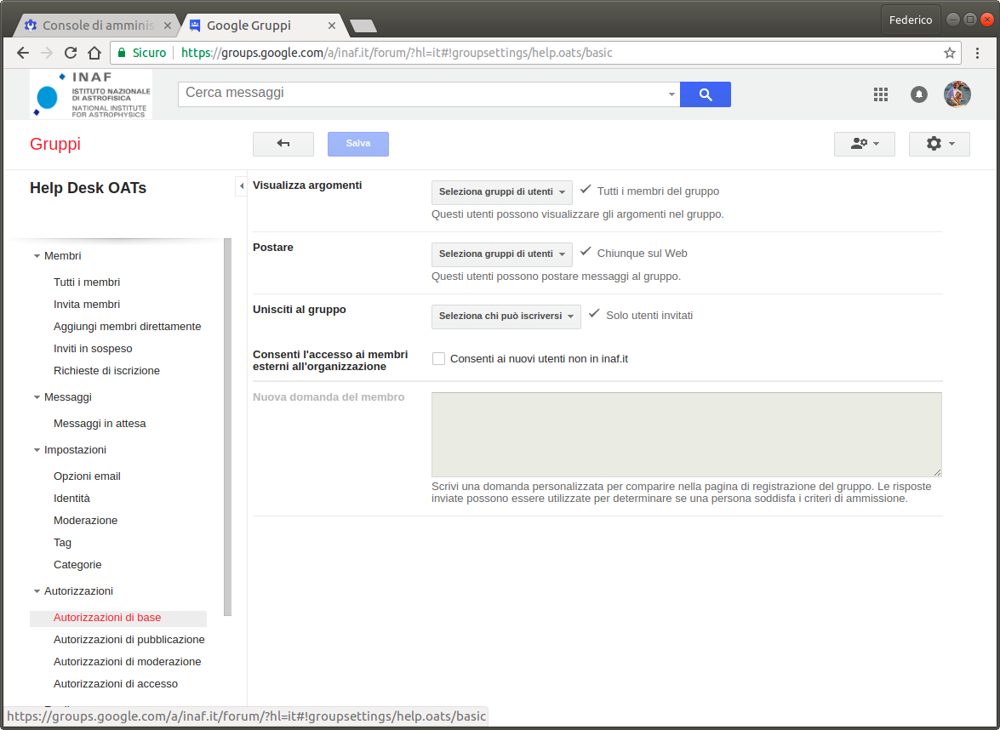 Console di amminis
Google Gruppi
Federico
Sicuro
https://groups.google.com/a/inaf.it/forum/?hl=it#!groupsettings/help.oats/basic
INAF
ISTITUTO NAZIONALE
DI ASTROFISICA
NATIONAL INSTITUTE
FOR ASTROPHYSICS
Cerca messaggi
Gruppi
Salva
Help Desk OATs
Membri
Tutti i membri
Invita membri
Aggiungi membri direttamente
Inviti in sospeso
Richieste di iscrizione
Messaggi
Messaggi in attesa
Impostazioni
Opzioni email
Identità
Moderazione
Tag
Categorie
Autorizzazioni
Autorizzazioni di base
Autorizzazioni di pubblicazione
Autorizzazioni di moderazione
Autorizzazioni di accesso
Visualizza argomenti
Seleziona gruppi di utenti
Tutti i membri del gruppo
Questi utenti possono visualizzare gli argomenti nel gruppo.
Postare
Seleziona gruppi di utenti
Chiunque sul Web
Questi utenti possono postare messaggi al gruppo.
Unisciti al gruppo
Seleziona chi può iscriversi
Solo utenti invitati
Consenti l'accesso ai membri
esterni all'organizzazione
Consenti ai nuovi utenti non in inaf.it
Nuova domanda del membro
Scrivi una domanda personalizzata per comparire nella pagina di registrazione del gruppo. Le risposte
inviate possono essere utilizzate per determinare se una persona soddisfa i criteri di ammissione.
https://groups.google.com/a/inaf.it/forum/?hl=it#!groupsettings/help.oats/basic